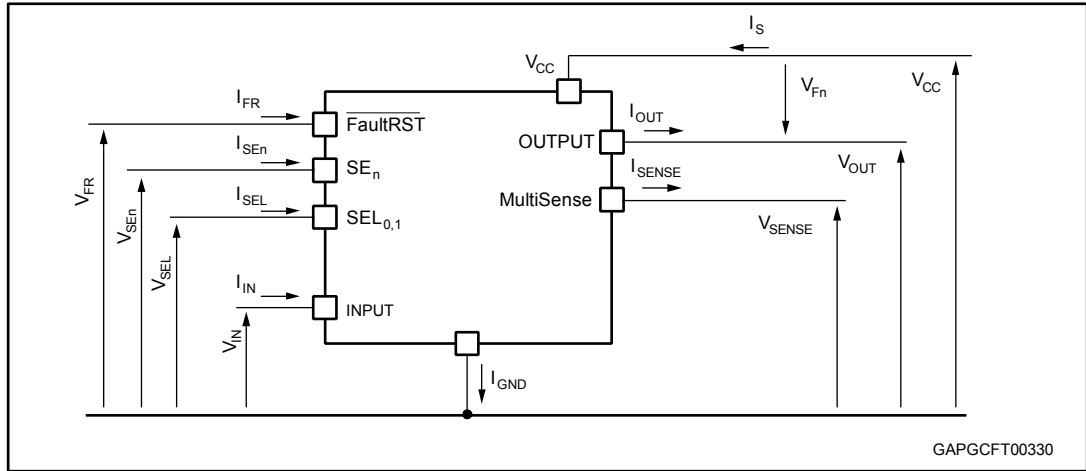 I_S
V_CC
V_Fn
V_CC
I_FR
FaultRST
I_OUT
OUTPUT
V_OUT
I_SEn
SE_n
I_SENSE
MultiSense
V_SENSE
I_SEL
SEL_0,1
V_FR
V_SEn
V_SEL
I_IN
INPUT
V_IN
I_GND
GAPGCFT00330